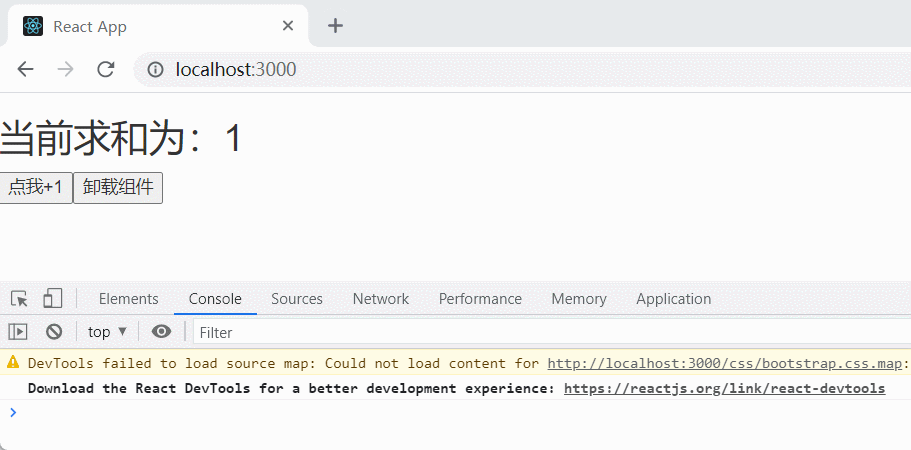 React App
localhost:3000
当前求和为：1
点我+1 卸载组件
Elements Console Sources Network Performance Memory Application
top Filter
DevTools failed to load source map: Could not load content for http://localhost:3000/css/bootstrap.css.map:
Download the React DevTools for a better development experience: https://reactjs.org/link/react-devtools